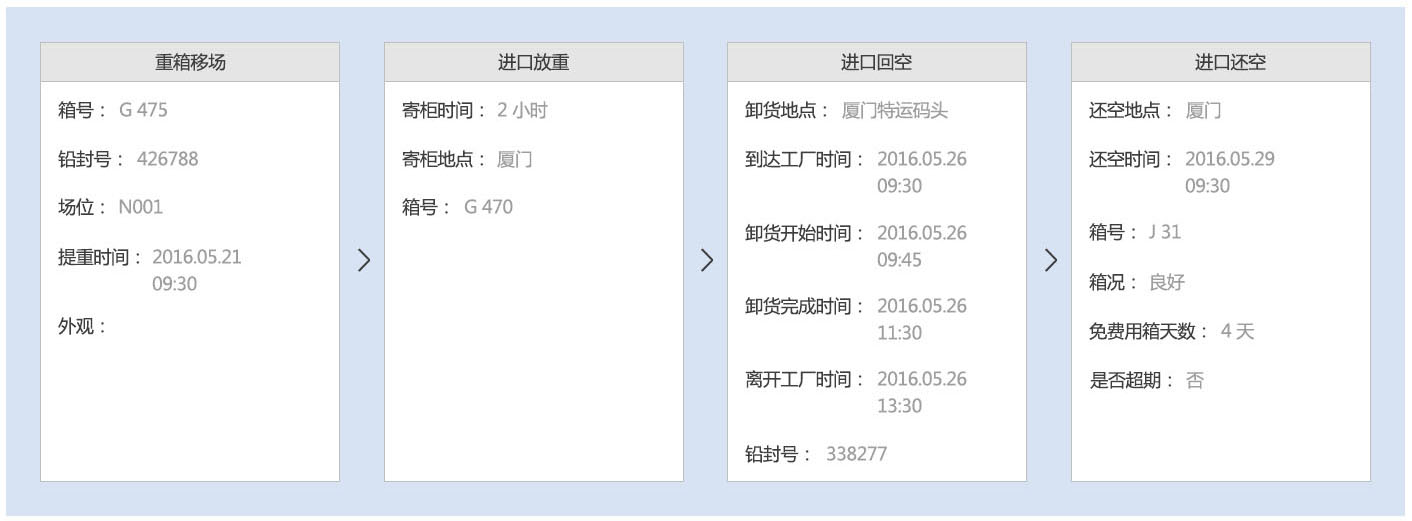 重箱移场
箱号： G 475
铅封号： 426788
场位： N001
提重时间： 2016.05.21
09:30
外观：
进口放重
寄柜时间： 2 小时
寄柜地点： 厦门
箱号： G 470
进口回空
卸货地点： 厦门特运码头
到达工厂时间： 2016.05.26
09:30
卸货开始时间： 2016.05.26
09:45
卸货完成时间： 2016.05.26
11:30
离开工厂时间： 2016.05.26
13:30
铅封号： 338277
进口还空
还空地点： 厦门
还空时间： 2016.05.29
09:30
箱号： J 31
箱况： 良好
免费用箱天数： 4 天
是否超期： 否